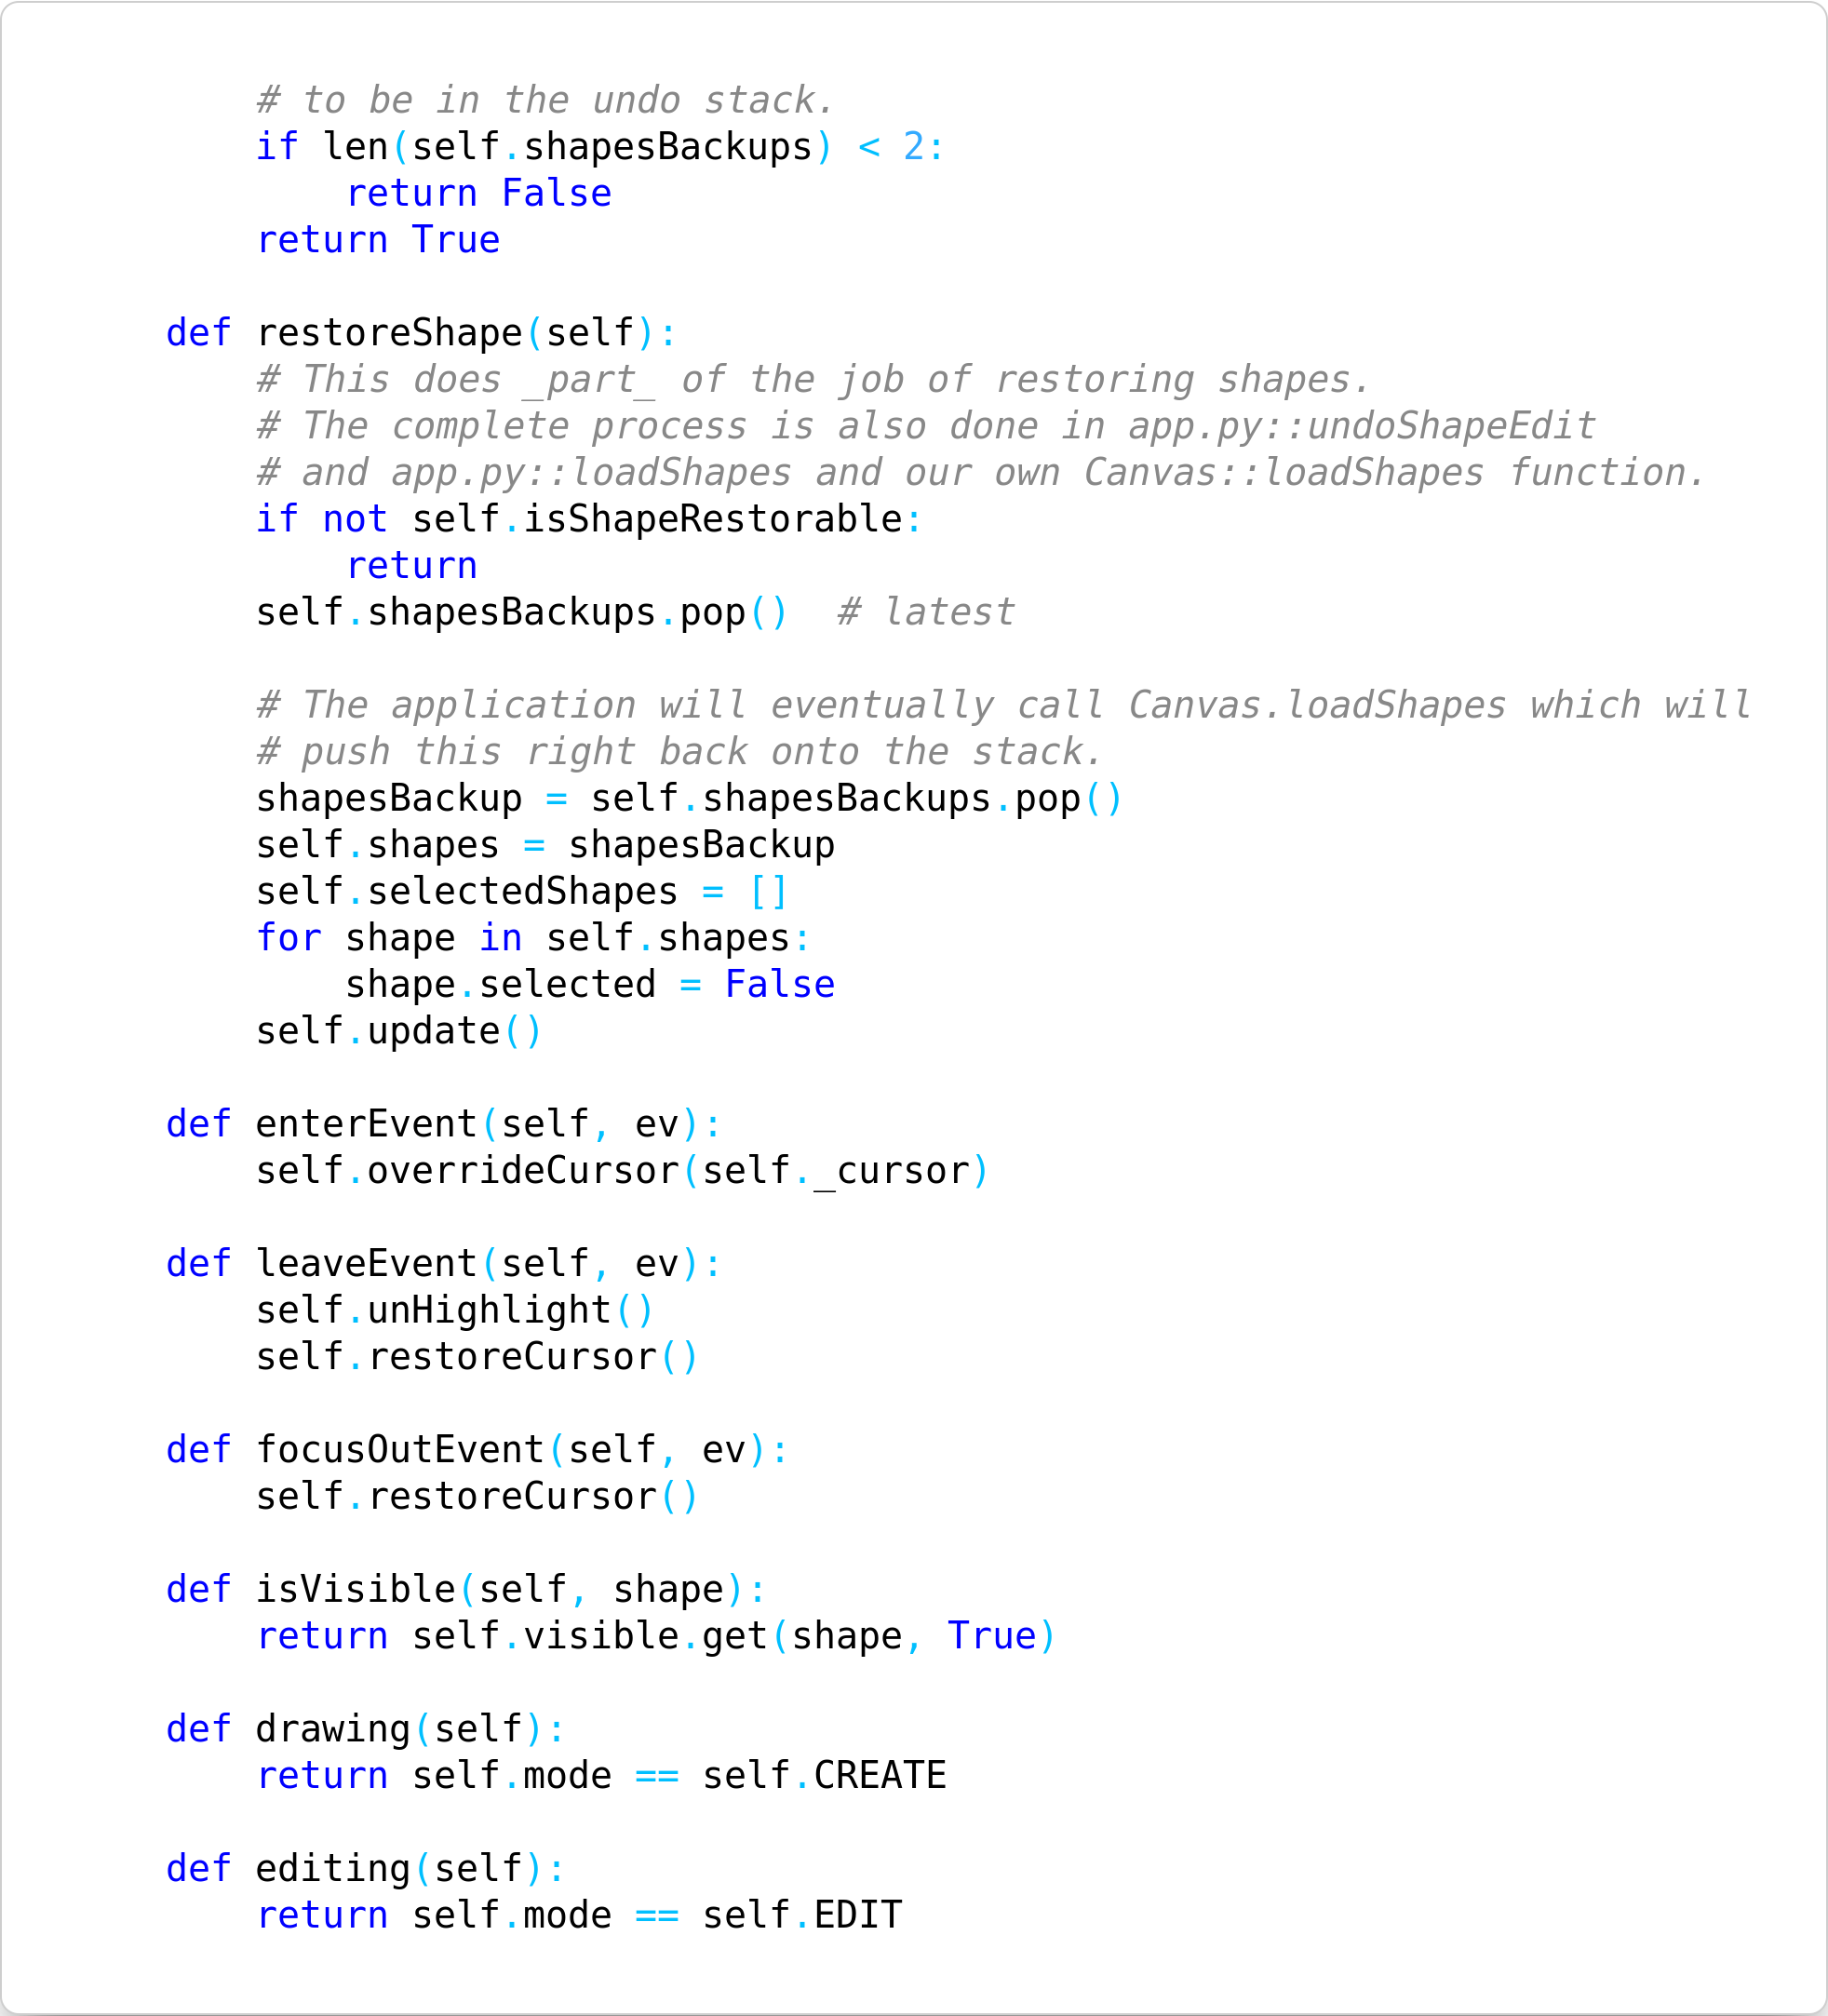 # to be in the undo stack.
        if len(self.shapesBackups) < 2:
            return False
        return True

    def restoreShape(self):
        # This does _part_ of the job of restoring shapes.
        # The complete process is also done in app.py::undoShapeEdit
        # and app.py::loadShapes and our own Canvas::loadShapes function.
        if not self.isShapeRestorable:
            return
        self.shapesBackups.pop()  # latest

        # The application will eventually call Canvas.loadShapes which will
        # push this right back onto the stack.
        shapesBackup = self.shapesBackups.pop()
        self.shapes = shapesBackup
        self.selectedShapes = []
        for shape in self.shapes:
            shape.selected = False
        self.update()

    def enterEvent(self, ev):
        self.overrideCursor(self._cursor)

    def leaveEvent(self, ev):
        self.unHighlight()
        self.restoreCursor()

    def focusOutEvent(self, ev):
        self.restoreCursor()

    def isVisible(self, shape):
        return self.visible.get(shape, True)

    def drawing(self):
        return self.mode == self.CREATE

    def editing(self):
        return self.mode == self.EDIT